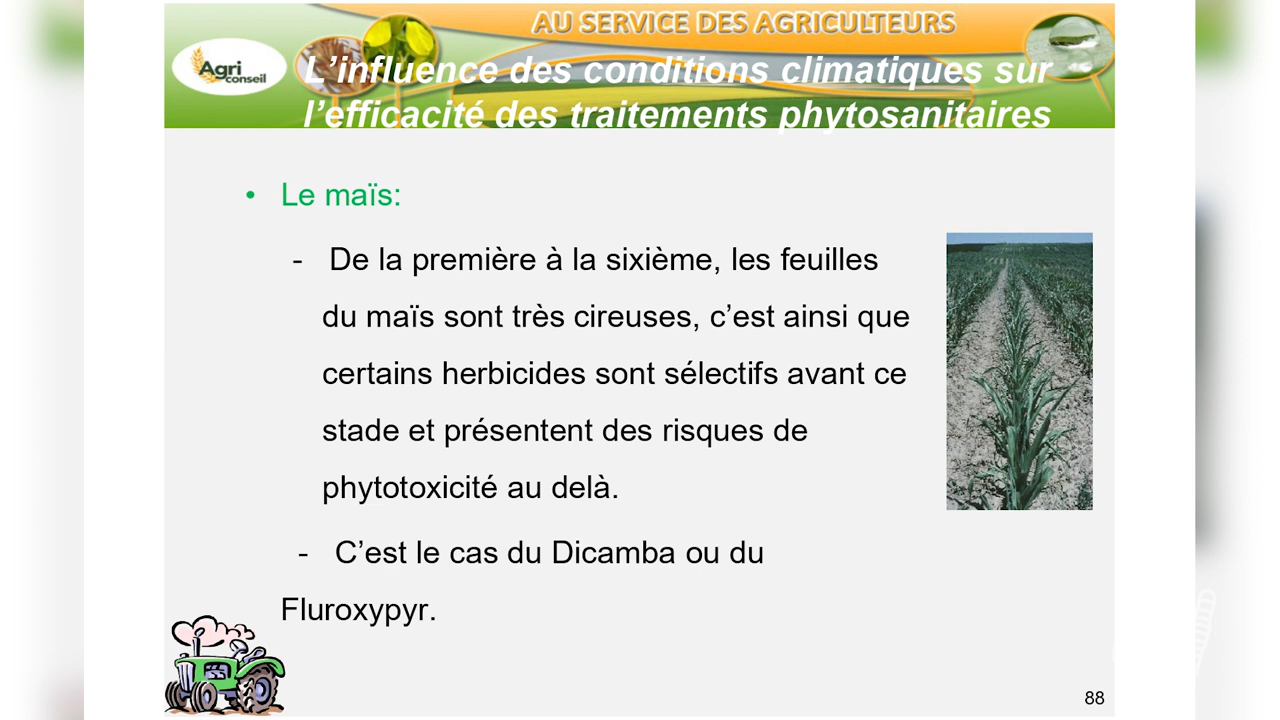 AU SERVICE DES AGRICULTEURS
Agri
conseil
L’influence des conditions climatiques sur
l’efficacité des traitements phytosanitaires
• Le maïs:
- De la première à la sixième, les feuilles
du maïs sont très cireuses, c’est ainsi que
certains herbicides sont sélectifs avant ce
stade et présentent des risques de
phytotoxicité au delà.
- C’est le cas du Dicamba ou du
Fluroxypyr.
88